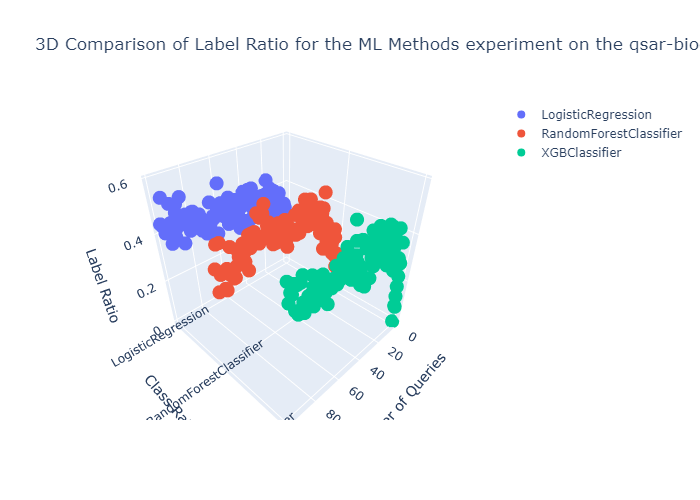 3D Comparison of Label Ratio for the ML Methods experiment on the qsar-bio
LogisticRegression
RandomForestClassifier
XGBClassifier
0.6
0.4
0.2
0
Label Ratio
LogisticRegression
RandomForestClassifier
0
20
40
60
80
of Queries